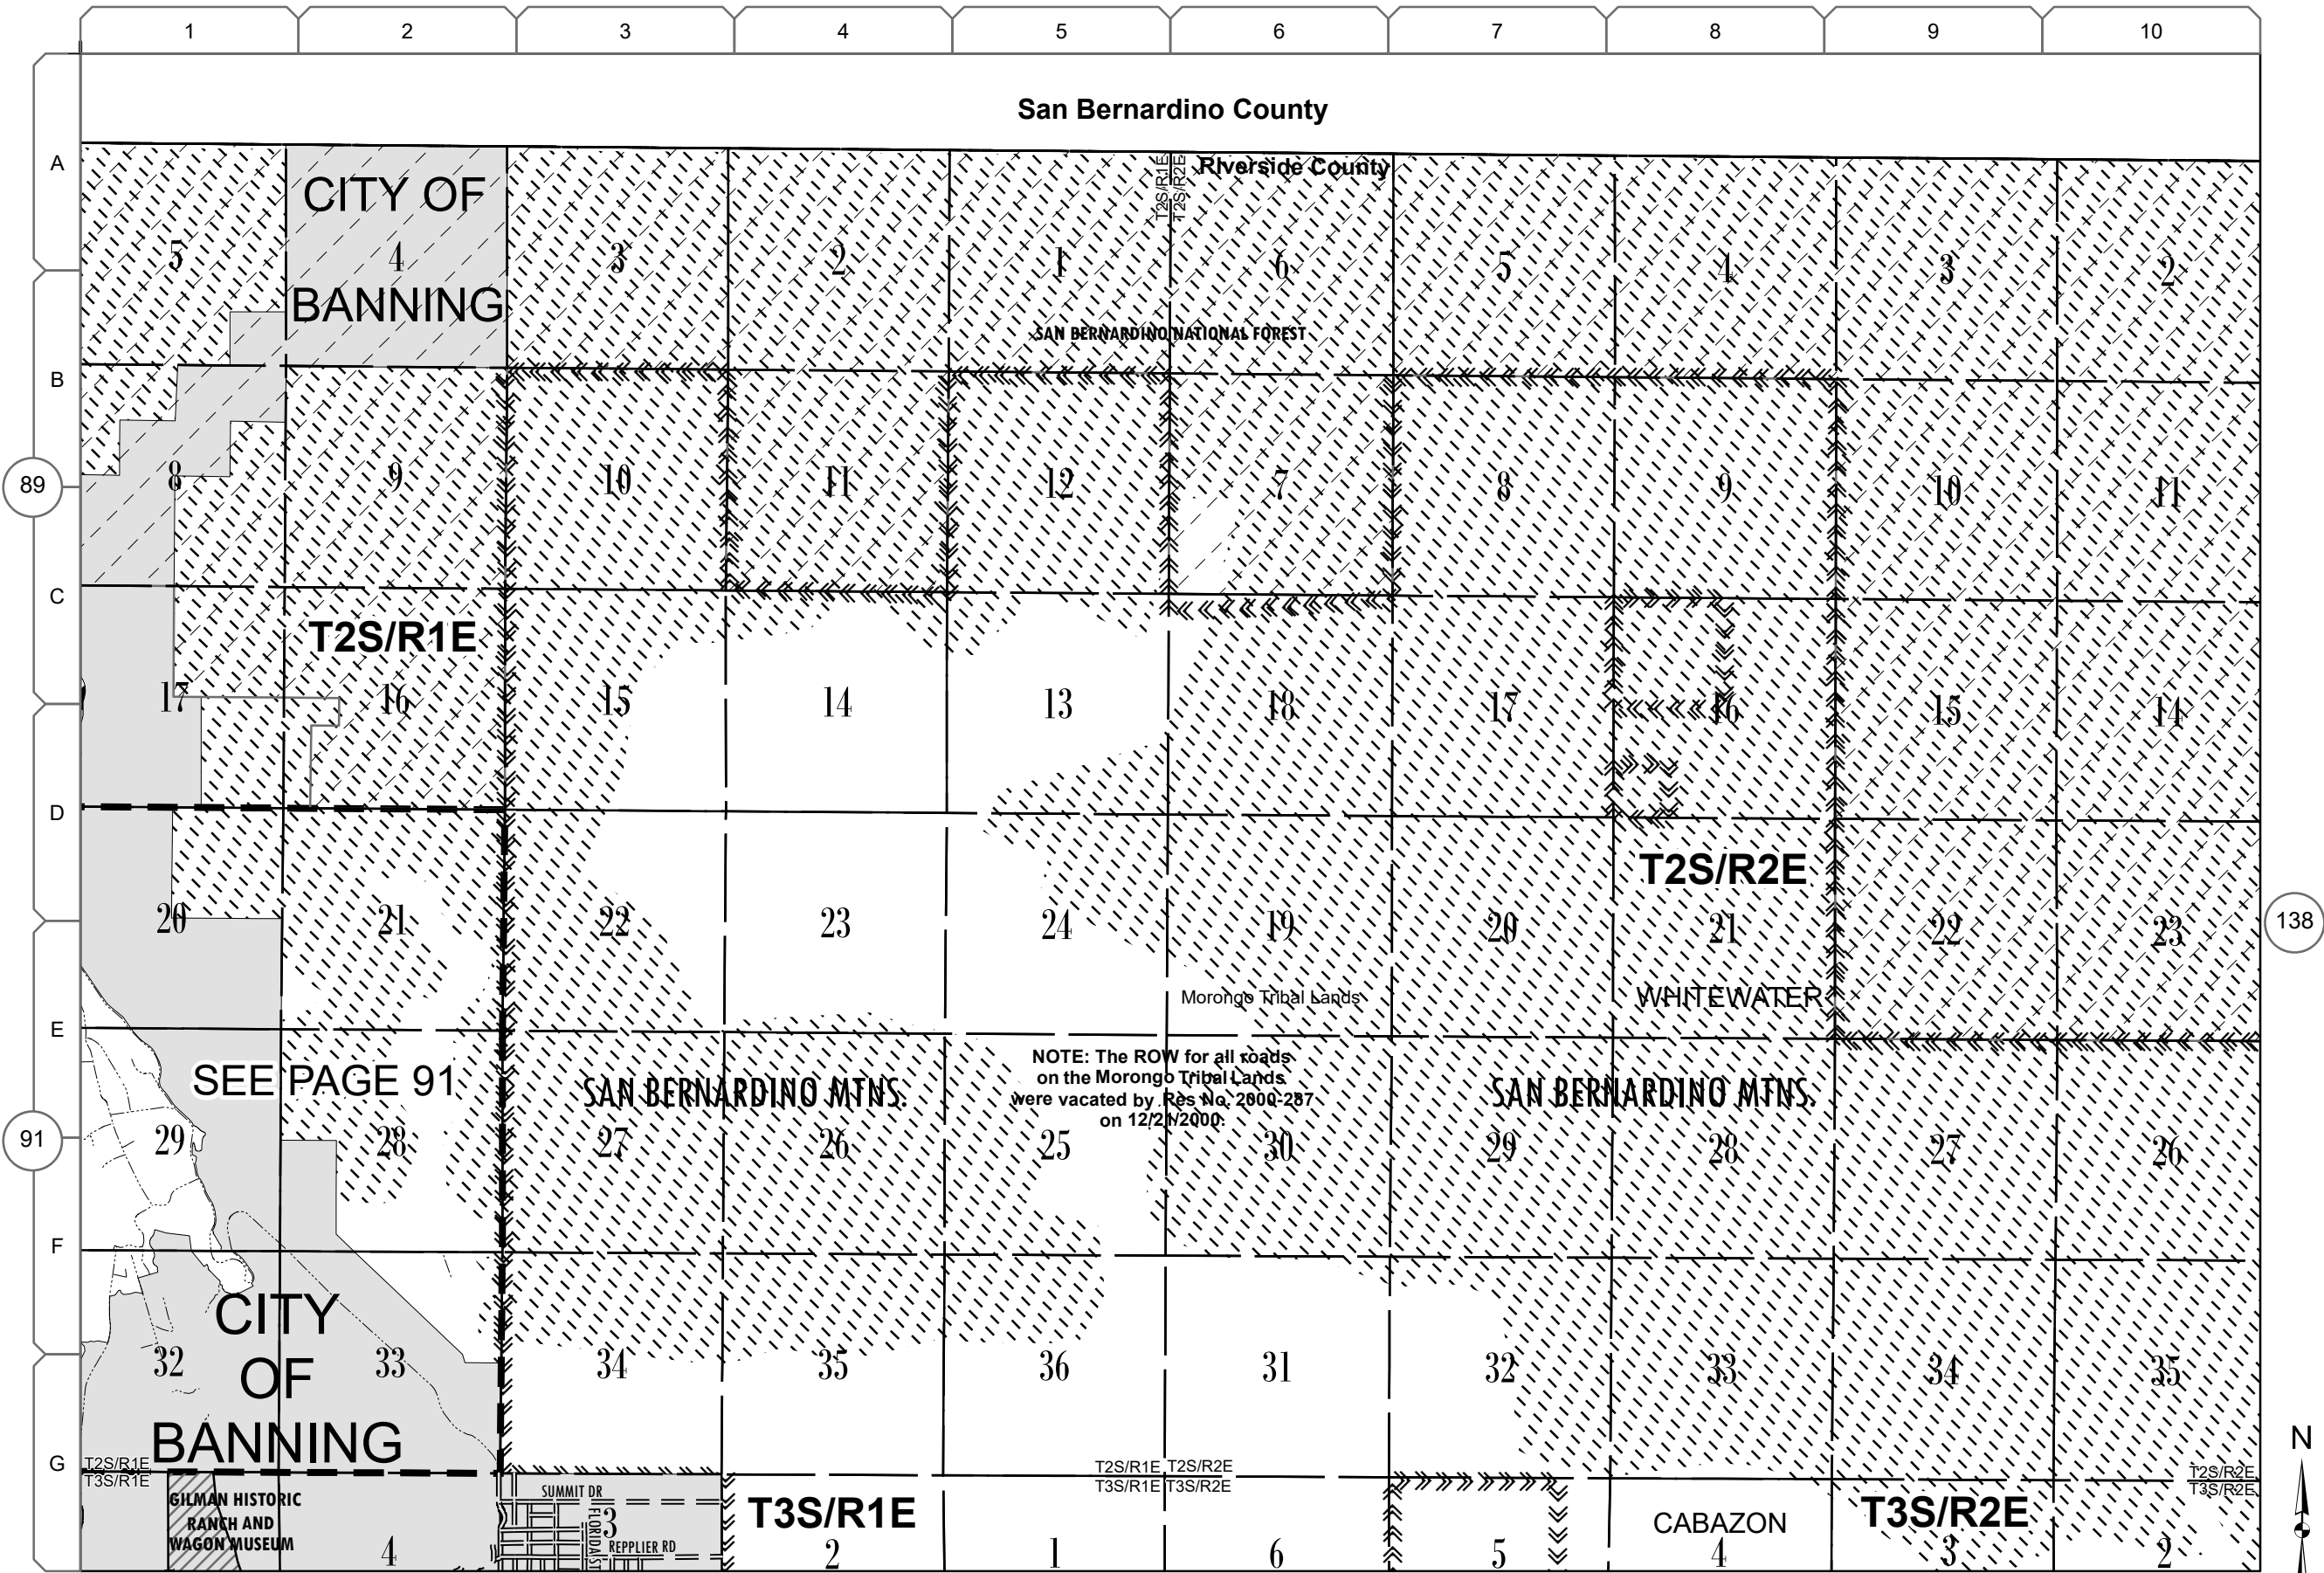 1 2 3 4 5 6 7 8 9 10
San Bernardino County
A
T2S/R1E
T2S/R2E
Riverside County
CITY OF
BANNING
5 4 3 2 1 6 5 4 3 2
SAN BERNARDINO NATIONAL FOREST
B
89
8 9 10 11 12 7 8 9 10 11
C
T2S/R1E
17 16 15 14 13 18 17 16 15 14
D
T2S/R2E
20 21 22 23 24 19 20 21 22 23
138
Morongo Tribal Lands
WHITEWATER
E
NOTE: The ROW for all roads
on the Morongo Tribal Lands
were vacated by Res No. 2000-287
on 12/21/2000.
SEE PAGE 91
SAN BERNARDINO MTNS.
SAN BERNARDINO MTNS.
91
29 28 27 26 25 30 29 28 27 26
F
CITY
OF
BANNING
32 33 34 35 36 31 32 33 34 35
N
G
T2S/R1E
T3S/R1E
T2S/R1E T2S/R2E
T3S/R1E T3S/R2E
T2S/R2E
T3S/R2E
GILMAN HISTORIC
RANCH AND
WAGON MUSEUM
SUMMIT DR
FLORIDA ST
REPPLIER RD
T3S/R1E
CABAZON
T3S/R2E
4 3 2 1 6 5 4 3 2